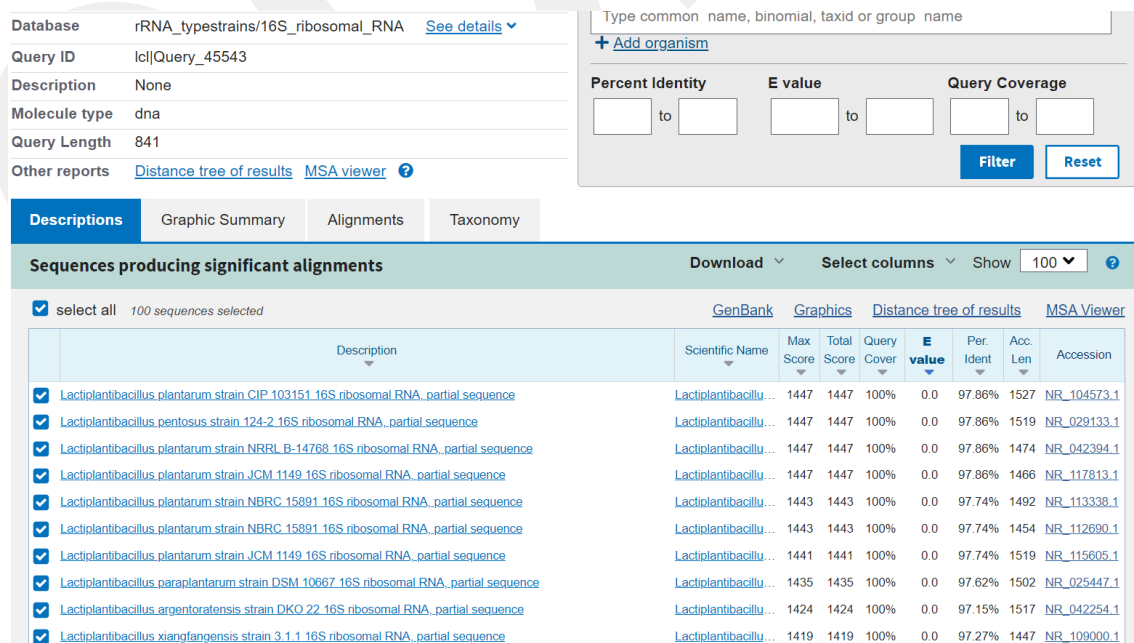 Database rRNA_typestrains/16S_ribosomal_RNA See details
Query ID lcl|Query_45543
Description None
Molecule type dna
Query Length 841
Other reports Distance tree of results MSA viewer ?
Type common name, binomial, taxid or group name
+ Add organism
Percent Identity E value Query Coverage
to to to
Filter Reset
Descriptions Graphic Summary Alignments Taxonomy
Sequences producing significant alignments Download Select columns Show 100 ?
select all 100 sequences selected GenBank Graphics Distance tree of results MSA Viewer
Description Scientific Name Max Score Total Score Query Cover E value Per. Ident Acc. Len Accession
Lactiplantibacillus plantarum strain CIP 103151 16S ribosomal RNA, partial sequence Lactiplantibacillu... 1447 1447 100% 0.0 97.86% 1527 NR_104573.1
Lactiplantibacillus pentosus strain 124-2 16S ribosomal RNA, partial sequence Lactiplantibacillu... 1447 1447 100% 0.0 97.86% 1519 NR_029133.1
Lactiplantibacillus plantarum strain NRRL B-14768 16S ribosomal RNA, partial sequence Lactiplantibacillu... 1447 1447 100% 0.0 97.86% 1474 NR_042394.1
Lactiplantibacillus plantarum strain JCM 1149 16S ribosomal RNA, partial sequence Lactiplantibacillu... 1447 1447 100% 0.0 97.86% 1466 NR_117813.1
Lactiplantibacillus plantarum strain NBRC 15891 16S ribosomal RNA, partial sequence Lactiplantibacillu... 1443 1443 100% 0.0 97.74% 1492 NR_113338.1
Lactiplantibacillus plantarum strain NBRC 15891 16S ribosomal RNA, partial sequence Lactiplantibacillu... 1443 1443 100% 0.0 97.74% 1454 NR_112690.1
Lactiplantibacillus plantarum strain JCM 1149 16S ribosomal RNA, partial sequence Lactiplantibacillu... 1441 1441 100% 0.0 97.74% 1519 NR_115605.1
Lactiplantibacillus paraplantarum strain DSM 10667 16S ribosomal RNA, partial sequence Lactiplantibacillu... 1435 1435 100% 0.0 97.62% 1502 NR_025447.1
Lactiplantibacillus argentoratensis strain DKO 22 16S ribosomal RNA, partial sequence Lactiplantibacillu... 1424 1424 100% 0.0 97.15% 1517 NR_042254.1
Lactiplantibacillus xiangfangensis strain 3.1.1 16S ribosomal RNA, partial sequence Lactiplantibacillu... 1419 1419 100% 0.0 97.27% 1447 NR_109000.1